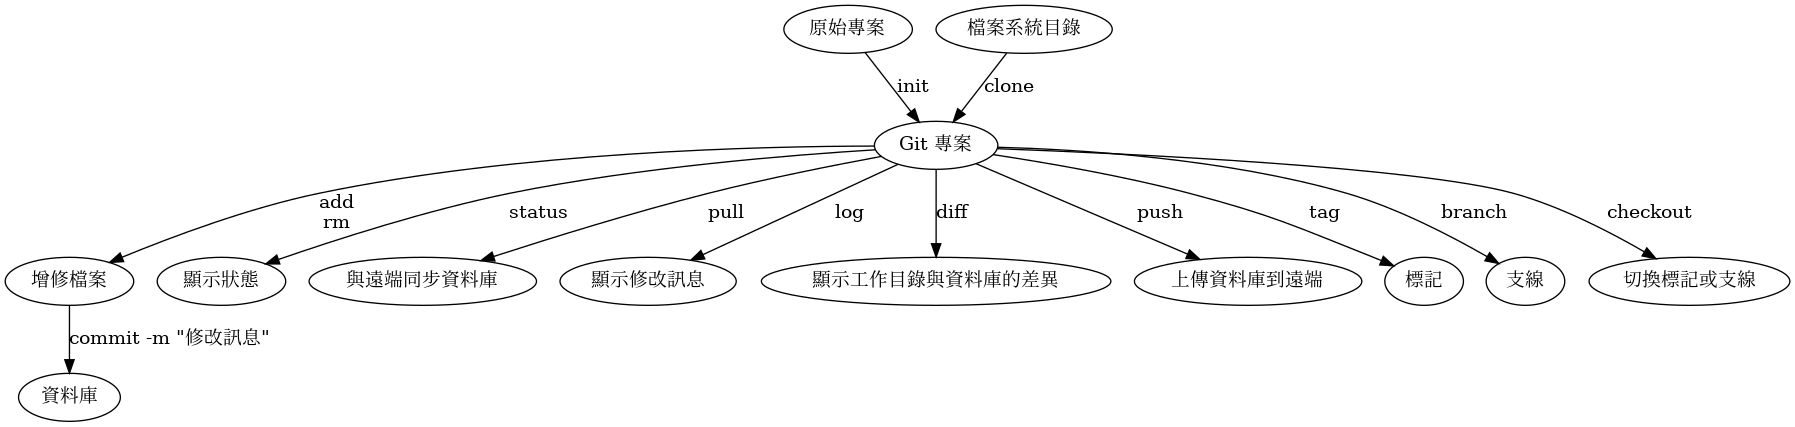 原始專案
檔案系統目錄
init
clone
Git 專案
add
rm
status
pull
log
diff
push
tag
branch
checkout
增修檔案
顯示狀態
與遠端同步資料庫
顯示修改訊息
顯示工作目錄與資料庫的差異
上傳資料庫到遠端
標記
支線
切換標記或支線
commit -m "修改訊息"
資料庫